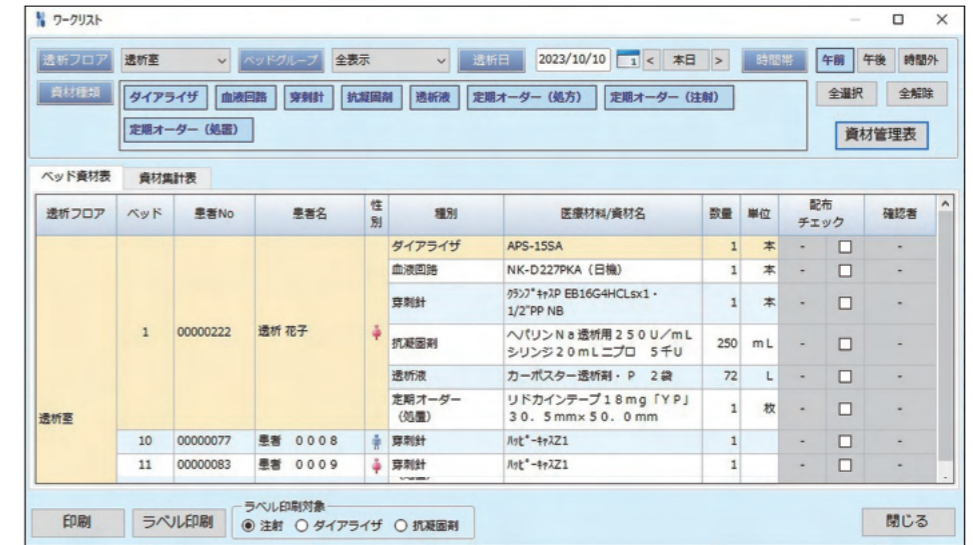 ワークリスト
透析フロア 透析室 ベッドグループ 全表示 透析日 2023/10/10 1 < 本日 > 時間帯 午前 午後 時間外
資材種類 ダイアライザ 血液回路 穿刺針 抗凝固剤 透析液 定期オーダー（処方） 定期オーダー（注射） 全選択 全解除
定期オーダー（処置） 資材管理表
ベッド資材表 資材集計表
透析フロア ベッド 患者No 患者名 性別 種別 医療材料/資材名 数量 単位 配布チェック 確認者
透析室
1 00000222 透析 花子
ダイアライザ APS-15SA 1 本 - -
血液回路 NK-D227PKA（日機） 1 本 - -
穿刺針 ｸﾗﾝﾌﾟｷｬｽP EB16G4HCLsx1・
1/2"PP NB 1 本 - -
抗凝固剤 ヘパリンＮａ透析用２５０Ｕ／ｍＬ
シリンジ２０ｍＬニプロ　５千Ｕ 250 ｍＬ - -
透析液 カーボスター透析剤・Ｐ　２袋 72 Ｌ - -
定期オーダー
（処置） リドカインテープ１８ｍｇ「ＹＰ」
３０．５ｍｍ×５０．０ｍｍ 1 枚 - -
10 00000077 患者　０００８ 穿刺針 ﾊｯﾋﾟｰｷｬｽZ1 1 - -
11 00000083 患者　０００９ 穿刺針 ﾊｯﾋﾟｰｷｬｽZ1 1 - -
ラベル印刷対象
印刷 ラベル印刷 注射 ダイアライザ 抗凝固剤 閉じる